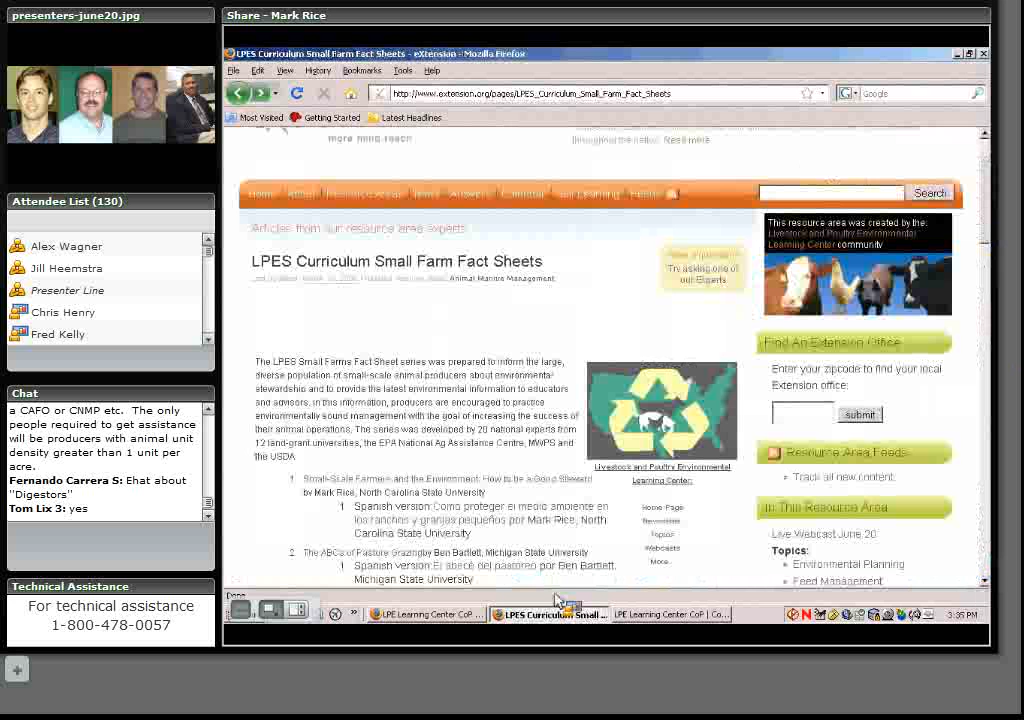 presenters-june20.jpg
Attendee List (130)
Alex Wagner
Jill Heemstra
Presenter Line
Chris Henry
Fred Kelly
Chat
a CAFO or CNMP etc. The only
people required to get assistance
will be producers with animal unit
density greater than 1 unit per
acre.
Fernando Carrera S: Ehat about
"Digestors"
Tom Lix 3: yes
Technical Assistance
For technical assistance
1-800-478-0057
Share - Mark Rice
LPES Curriculum Small Farm Fact Sheets - eXtension - Mozilla Firefox
File Edit View History Bookmarks Tools Help
http://www.extension.org/pages/LPES_Curriculum_Small_Farm_Fact_Sheets
Google
Most Visited Getting Started Latest Headlines
throughout the nation. Read more
Home
Search
Articles from our resource area experts
LPES Curriculum Small Farm Fact Sheets
Animal Manure Management
Try asking one of
our Experts
The LPES Small Farms Fact Sheet series was prepared to inform the large,
diverse population of small-scale animal producers about environmental
stewardship and to provide the latest environmental information to educators
and advisors. In this information, producers are encouraged to practice
environmentally sound management with the goal of increasing the success of
their animal operations. The series was developed by 20 national experts from
12 land-grant universities, the EPA National Ag Assistance Centre, MWPS and
the USDA
1 Small-Scale Farmers and the Environment: How to be a Good Steward
by Mark Rice, North Carolina State University
1 Spanish version:Como proteger el medio ambiente en
los ranchos y granjas pequeños por Mark Rice, North
Carolina State University
2 The ABCs of Pasture Grazing by Ben Bartlett, Michigan State University
1 Spanish version:El abecé del pastoreo por Ben Bartlett,
Michigan State University
Livestock and Poultry Environmental
Learning Center:
Home Page
Newsletter
Topics
Webcasts
More...
This resource area was created by the:
Livestock and Poultry Environmental
Learning Center community
Find An Extension Office
Enter your zipcode to find your local
Extension office:
submit
Resource Area Feeds
Track all new content
In This Resource Area
Live Webcast June 20
Topics:
Environmental Planning
Feed Management
Done
LPE Learning Center CoP ... LPES Curriculum Small ... LPE Learning Center CoP | Co...
3:35 PM